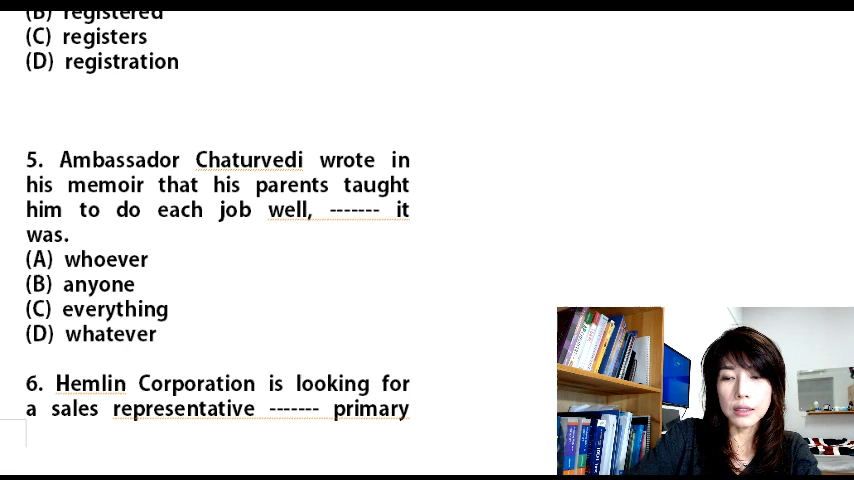 (B) registered
(C) registers
(D) registration
5. Ambassador Chaturvedi wrote in
his memoir that his parents taught
him to do each job well, ------- it
was.
(A) whoever
(B) anyone
(C) everything
(D) whatever
6. Hemlin Corporation is looking for
a sales representative ------- primary